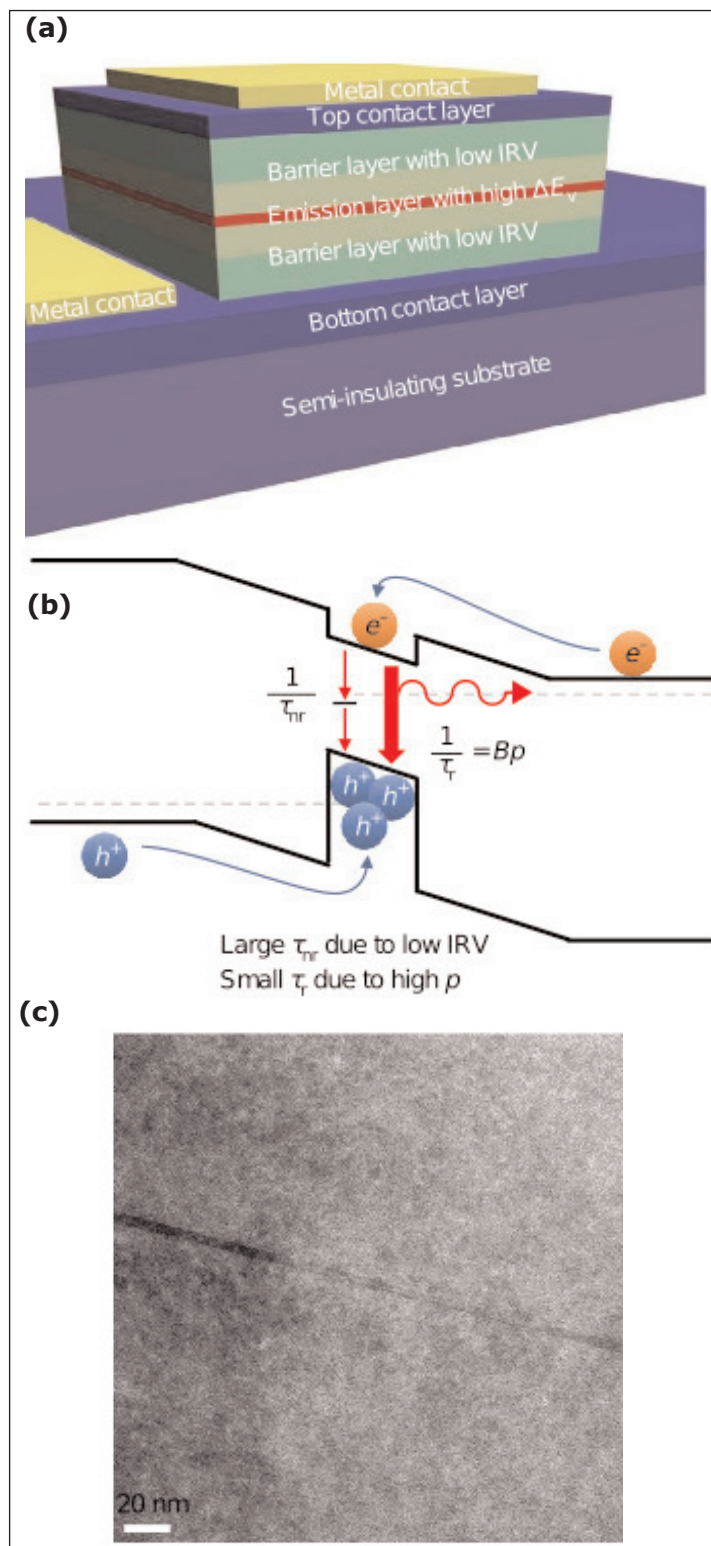 (a)
Metal contact
Top contact layer
Barrier layer with low IRV
Emission layer with high ΔEᵥ
Barrier layer with low IRV
Metal contact
Bottom contact layer
Semi-insulating substrate
(b)
e⁻
e⁻
1/τnr
1/τr = Bp
h⁺
h⁺
h⁺
h⁺
Large τnr due to low IRV
Small τr due to high p
(c)
20 nm